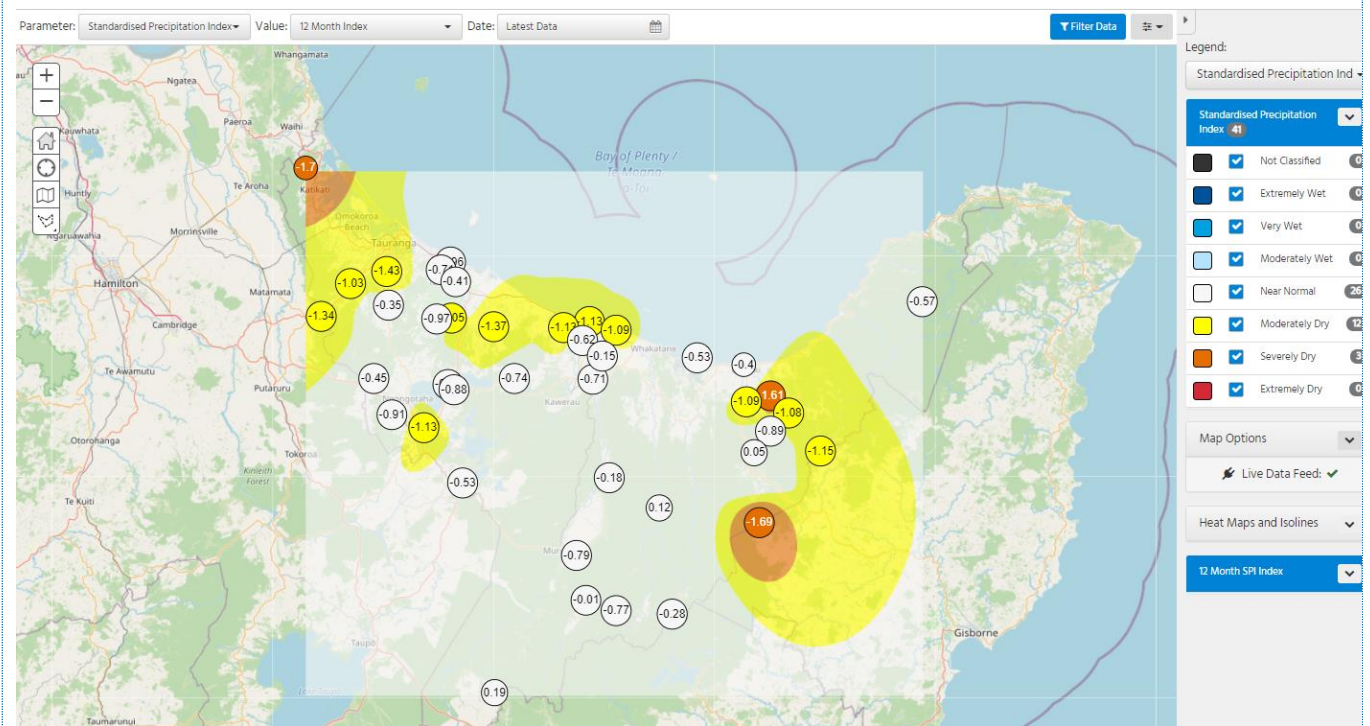 Parameter: Standardised Precipitation Index Value: 12 Month Index Date: Latest Data Filter Data
Legend:
Standardised Precipitation Ind
Standardised Precipitation
Index 41
Not Classified
Extremely Wet
Very Wet
Moderately Wet
Near Normal 26
Moderately Dry 12
Severely Dry 3
Extremely Dry
Map Options
Live Data Feed:
Heat Maps and Isolines
12 Month SPI Index
+
−
Whangamata
Ngatea
Paeroa
Waihi
Bay of Plenty /
Te Moana
-1.7
Te Aroha
Katikati
Huntly
Omokoroa
Beach
Morrinsville
Tauranga
-1.43
-0.41
-1.03
Hamilton
Matamata
-0.35
-0.57
-1.34
-0.97
-1.37
-1.09
Cambridge
-0.62
-0.15
Whakatane
-0.53
-0.4
Te Awamutu
-0.45
-0.74
-0.71
Putaruru
-0.88
Kawerau
-1.09
-1.08
-0.91
-1.13
-0.89
Otorohanga
0.05
-1.15
Tokoroa
Kinleith
Forest
-0.53
-0.18
Te Kuiti
0.12
-1.69
-0.79
-0.01
-0.77
-0.28
Gisborne
Taupō
0.19
Taumarunui